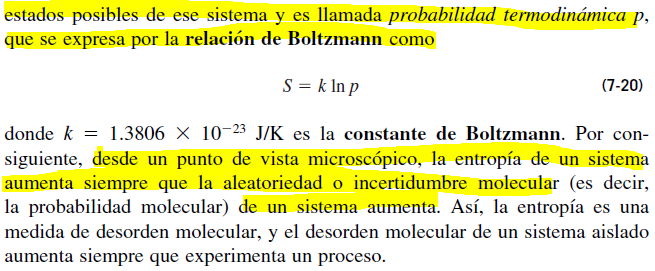 estados posibles de ese sistema y es llamada probabilidad termodinámica p,
que se expresa por la relación de Boltzmann como
S = k ln p (7-20)
donde k = 1.3806 × 10⁻²³ J/K es la constante de Boltzmann. Por con-
siguiente, desde un punto de vista microscópico, la entropía de un sistema
aumenta siempre que la aleatoriedad o incertidumbre molecular (es decir,
la probabilidad molecular) de un sistema aumenta. Así, la entropía es una
medida de desorden molecular, y el desorden molecular de un sistema aislado
aumenta siempre que experimenta un proceso.